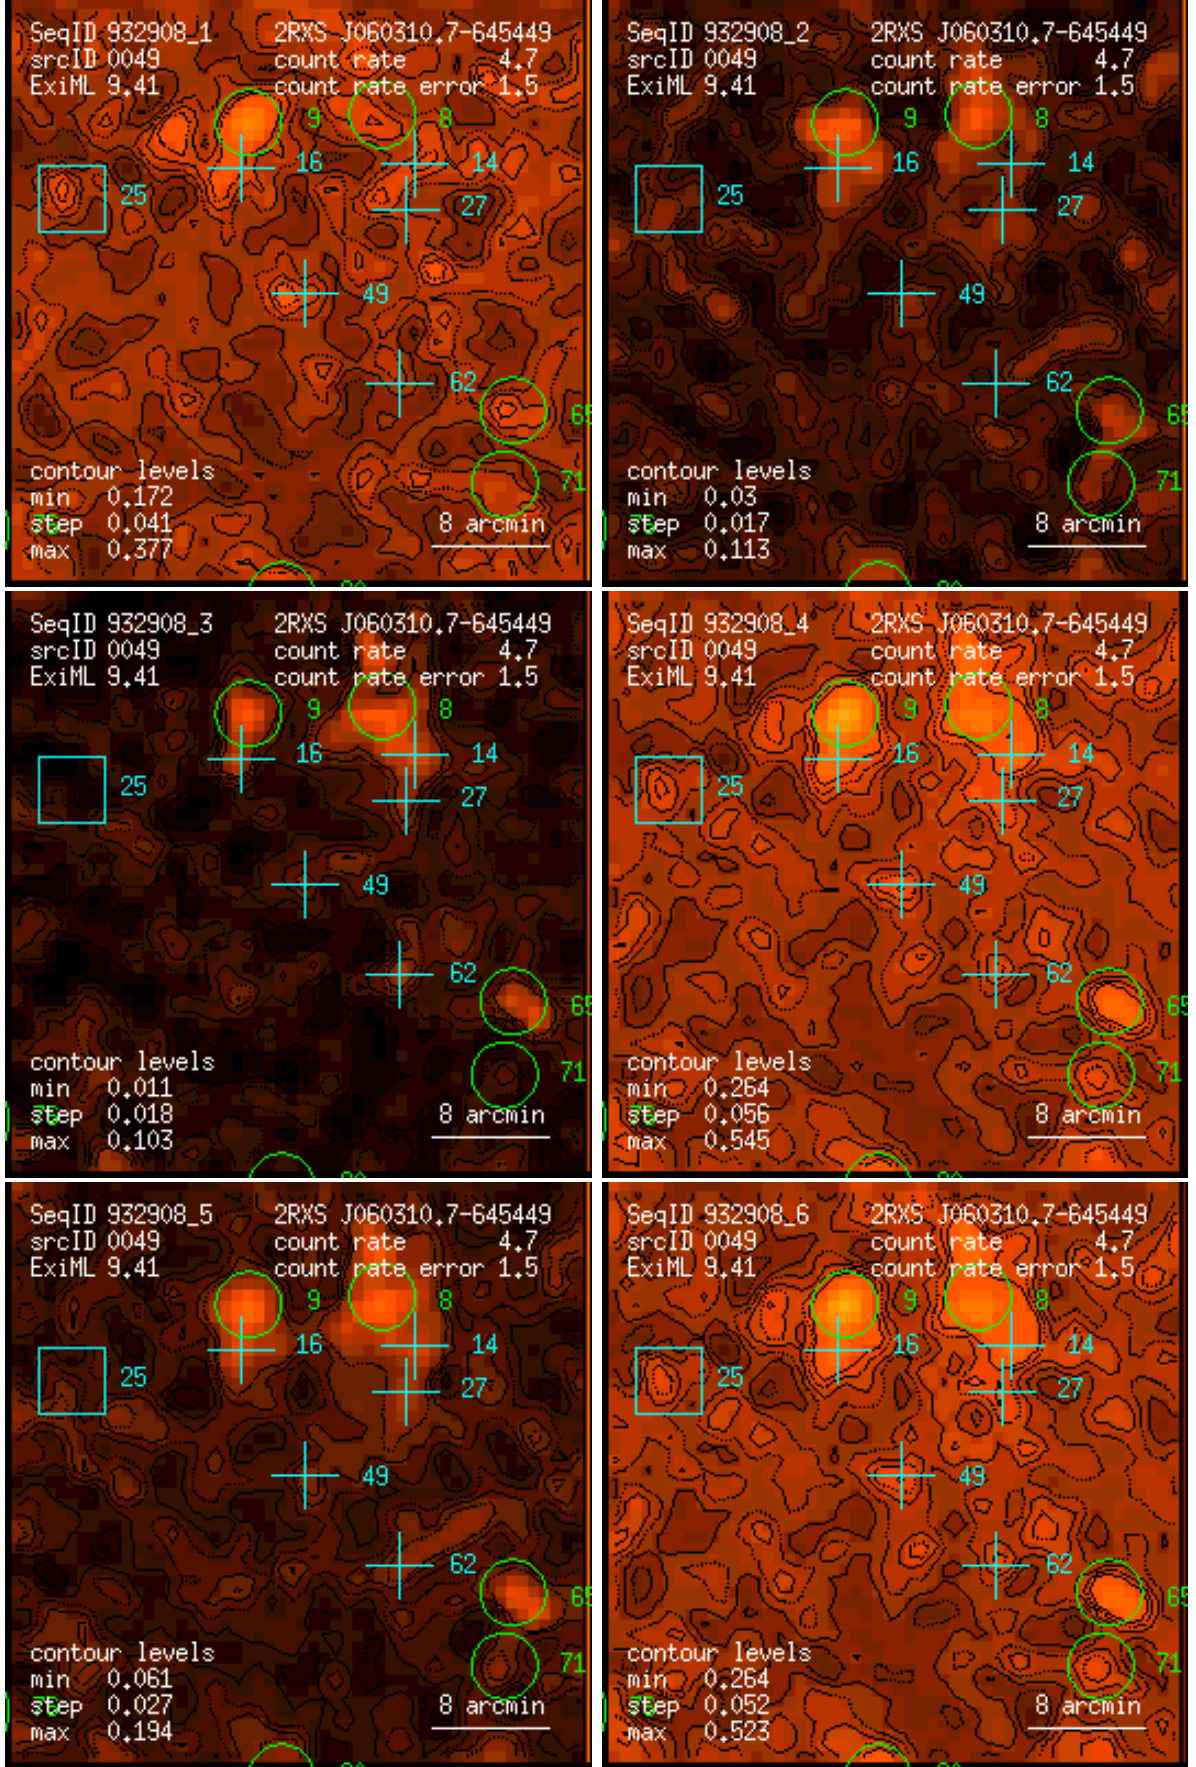 SeqID 932908_1 2RXS J060310.7-645449
srcID 0049 count rate 4.7
ExiML 9.41 count rate error 1.5
9 8
16 14
25 27
49
62
65
contour levels
min 0.172 71
step 0.041 8 arcmin
max 0.377
SeqID 932908_2 2RXS J060310.7-645449
srcID 0049 count rate 4.7
ExiML 9.41 count rate error 1.5
9 8
16 14
25 27
49
62
65
contour levels
min 0.03 71
step 0.017 8 arcmin
max 0.113
SeqID 932908_3 2RXS J060310.7-645449
srcID 0049 count rate 4.7
ExiML 9.41 count rate error 1.5
9 8
16 14
25 27
49
62
65
contour levels
min 0.011 71
step 0.018 8 arcmin
max 0.103
SeqID 932908_4 2RXS J060310.7-645449
srcID 0049 count rate 4.7
ExiML 9.41 count rate error 1.5
9 8
16 14
25 27
49
62
65
contour levels
min 0.264 71
step 0.056 8 arcmin
max 0.545
SeqID 932908_5 2RXS J060310.7-645449
srcID 0049 count rate 4.7
ExiML 9.41 count rate error 1.5
9 8
16 14
25 27
49
62
65
contour levels
min 0.061 71
step 0.027 8 arcmin
max 0.194
SeqID 932908_6 2RXS J060310.7-645449
srcID 0049 count rate 4.7
ExiML 9.41 count rate error 1.5
9 8
16 14
25 27
49
62
65
contour levels
min 0.264 71
step 0.052 8 arcmin
max 0.523